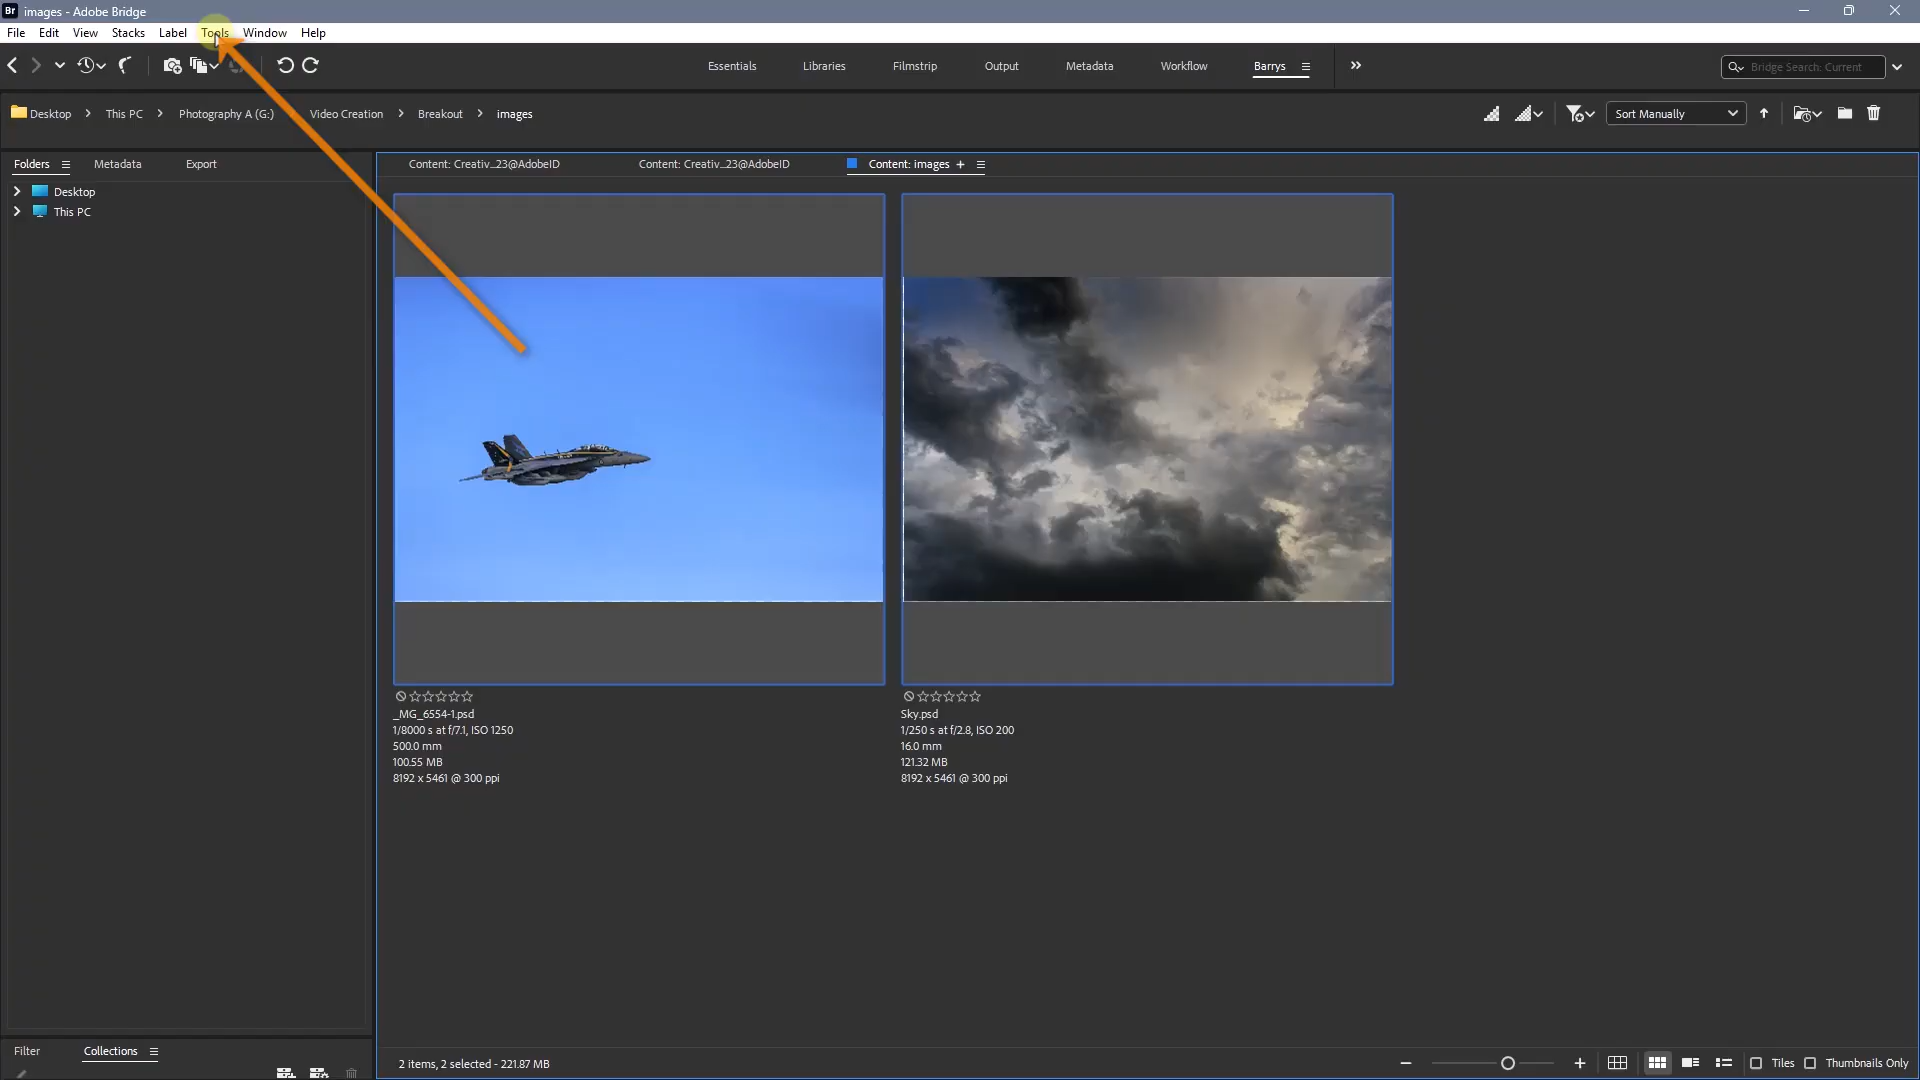 Br images - Adobe Bridge
File Edit View Stacks Label Tools Window Help
Essentials Libraries Filmstrip Output Metadata Workflow Barrys
Bridge Search: Current
Desktop This PC Photography A (G:) Video Creation Breakout images
Sort Manually
Folders Metadata Export
Content: Creativ_23@AdobeID Content: Creativ_23@AdobeID Content: images
Desktop
This PC
_MG_6554-1.psd
1/8000 s at f/7.1, ISO 1250
500.0 mm
100.55 MB
8192 x 5461 @ 300 ppi
Sky.psd
1/250 s at f/2.8, ISO 200
16.0 mm
121.32 MB
8192 x 5461 @ 300 ppi
Filter Collections
2 items, 2 selected - 221.87 MB
Tiles Thumbnails Only